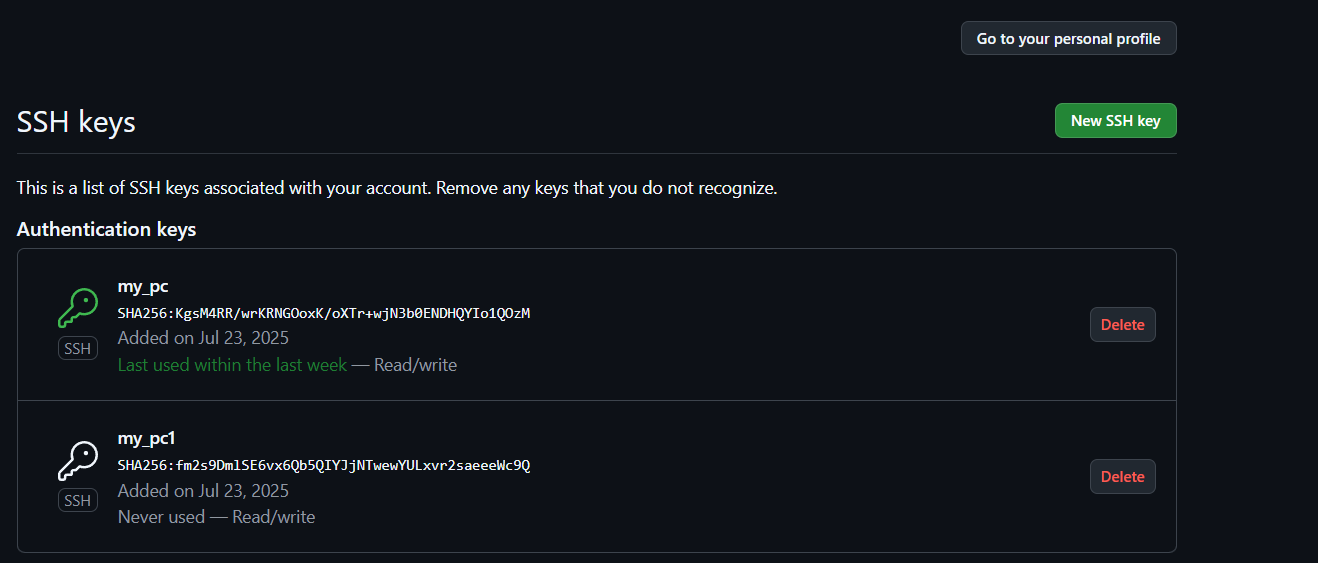 Go to your personal profile
SSH keys
New SSH key
This is a list of SSH keys associated with your account. Remove any keys that you do not recognize.
Authentication keys
my_pc
SHA256:KgsM4RR/wrKRNGOoxK/oXTr+wjN3b0ENDHQYIo1QOzM
Added on Jul 23, 2025
Last used within the last week — Read/write
SSH
Delete
my_pc1
SHA256:fm2s9DmlSE6vx6Qb5QIYJjNTwewYULxvr2saeeeWc9Q
Added on Jul 23, 2025
Never used — Read/write
SSH
Delete